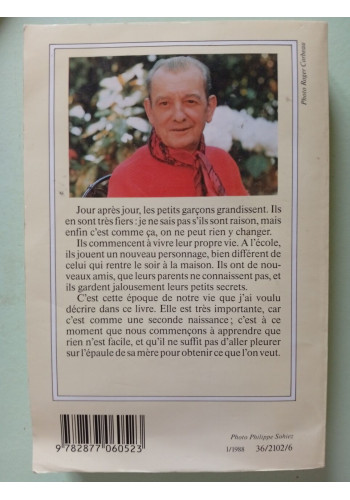 Photo Roger Corbeau
Jour après jour, les petits garçons grandissent. Ils
en sont très fiers : je ne sais pas s'ils sont raison, mais
enfin c'est comme ça, on ne peut rien y changer.
Ils commencent à vivre leur propre vie. A l'école,
ils jouent un nouveau personnage, bien différent de
celui qui rentre le soir à la maison. Ils ont de nou-
veaux amis, que leurs parents ne connaissent pas, et
ils gardent jalousement leurs petits secrets.
C'est cette époque de notre vie que j'ai voulu
décrire dans ce livre. Elle est très importante, car
c'est comme une seconde naissance ; c'est à ce
moment que nous commençons à apprendre que
rien n'est facile, et qu'il ne suffit pas d'aller pleurer
sur l'épaule de sa mère pour obtenir ce que l'on veut.
Photo Philippe
1/1988 36/2102/6
9 782877 060523